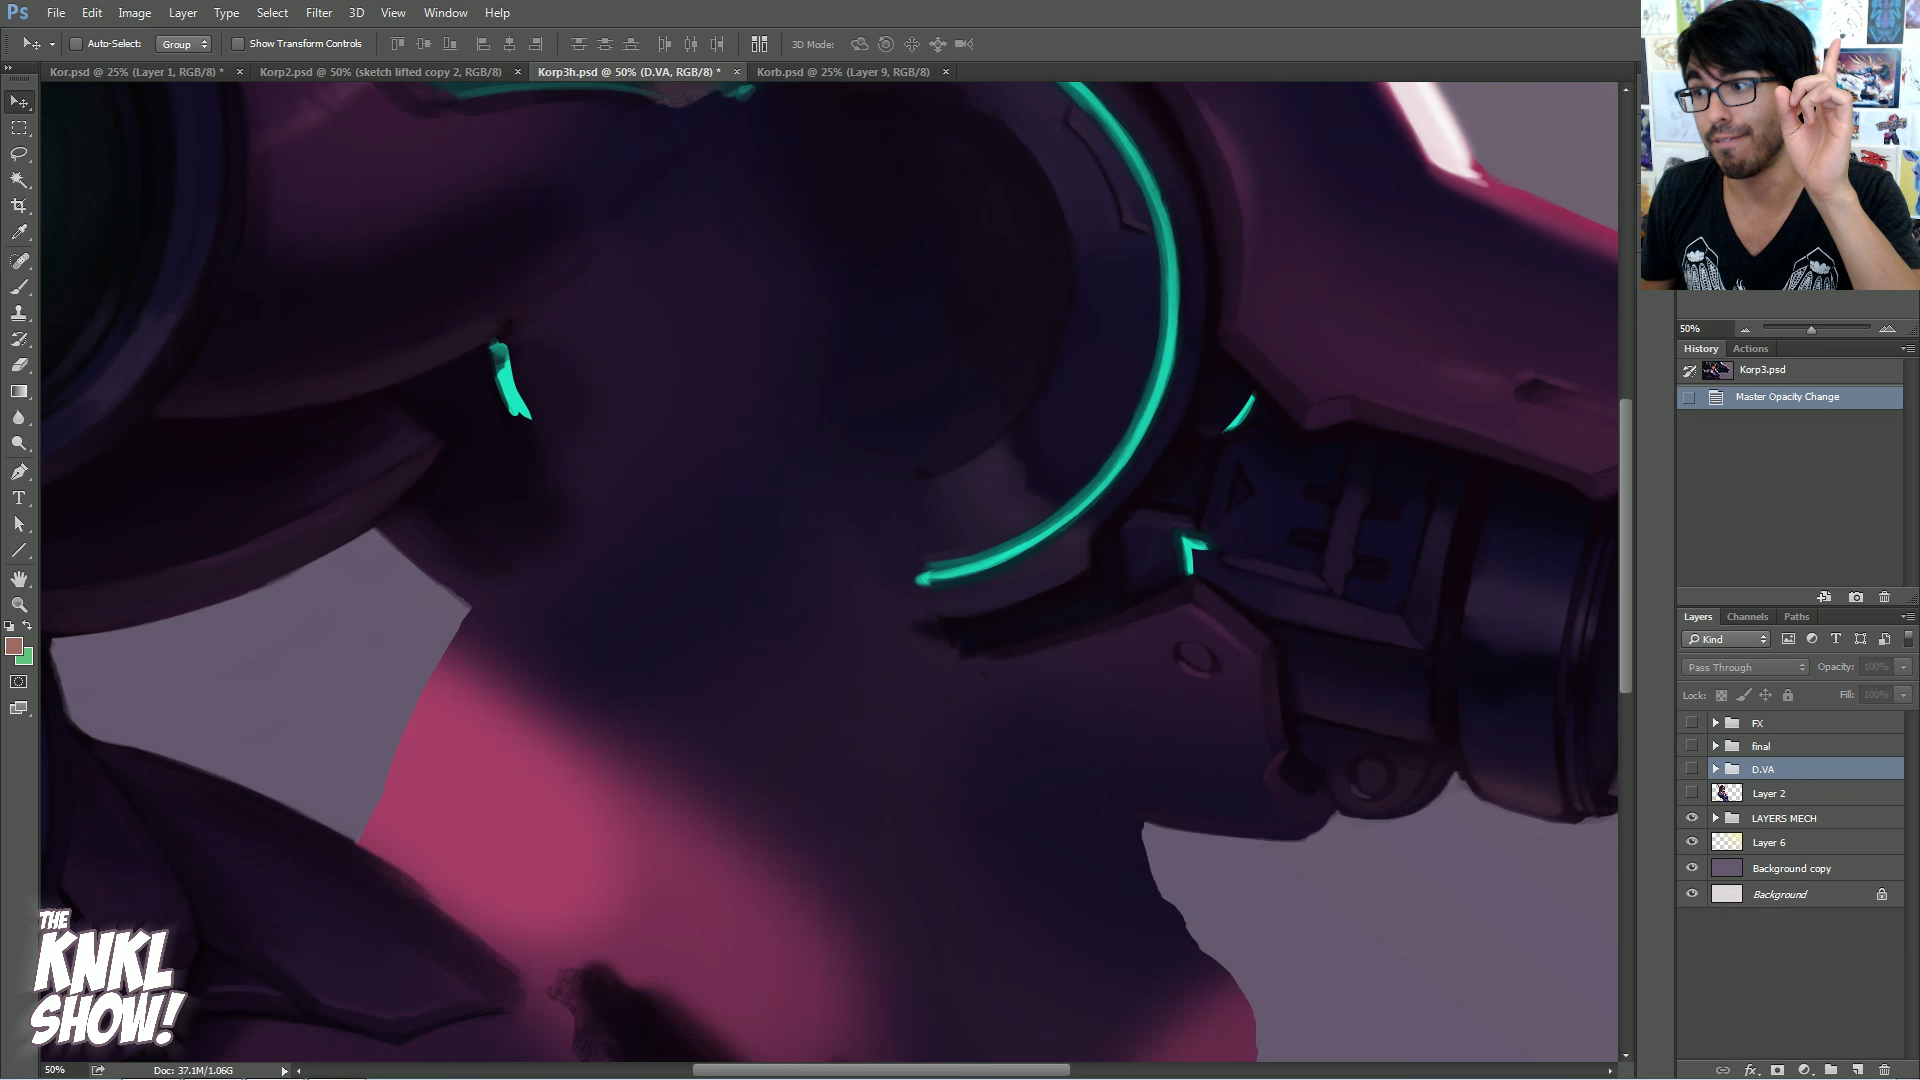 Ps File Edit Image Layer Type Select Filter 3D View Window Help
Auto-Select: Group Show Transform Controls 3D Mode:
Kor.psd @ 25% (Layer 1, RGB/8) * × Korp2.psd @ 50% (sketch lifted copy 2, RGB/8) × Korp3h.psd @ 50% (D.VA, RGB/8) * × Korb.psd @ 25% (Layer 9, RGB/8) ×
50%
History Actions
Korp3.psd
Master Opacity Change
Layers Channels Paths
Kind
Pass Through Opacity: 100%
Lock: Fill: 100%
FX
final
D.VA
Layer 2
LAYERS MECH
Layer 6
Background copy
Background
THE
KNKL
SHOW!
50% Doc: 37.1M/1.06G